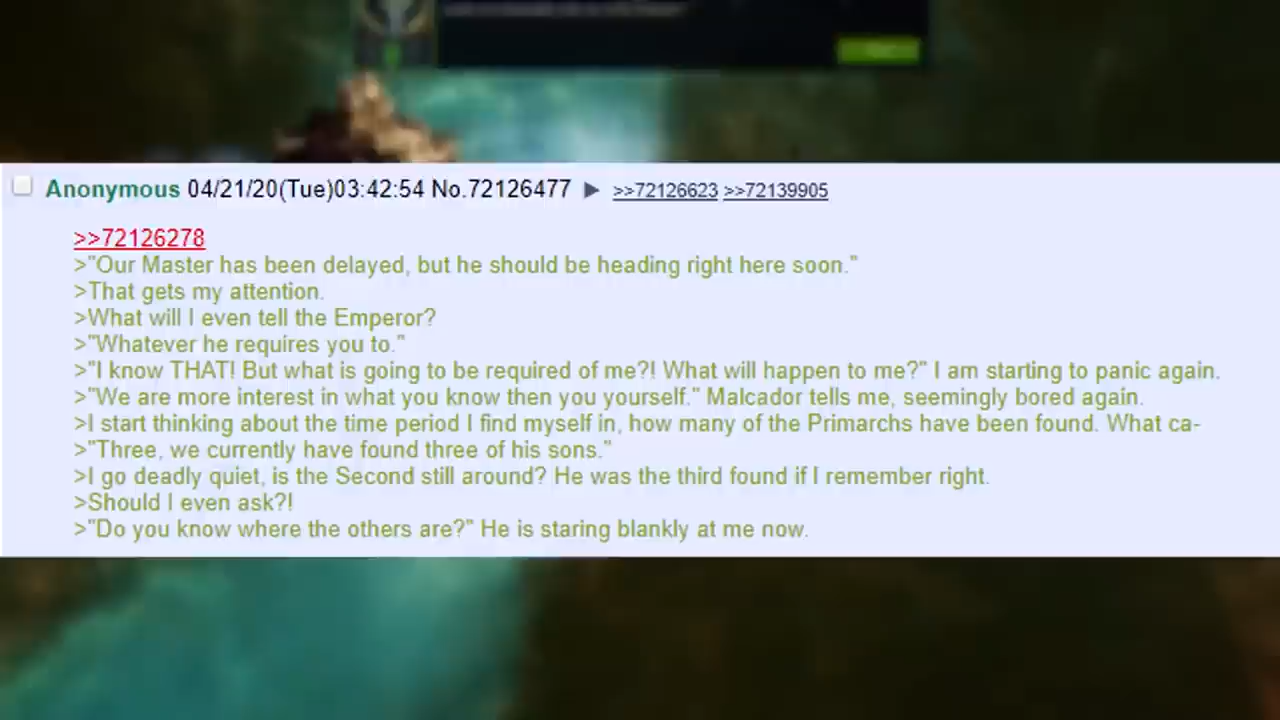 Anonymous 04/21/20(Tue)03:42:54 No.72126477 ▶ >>72126623 >>72139905
>>72126278
>"Our Master has been delayed, but he should be heading right here soon."
>That gets my attention.
>What will I even tell the Emperor?
>"Whatever he requires you to."
>"I know THAT! But what is going to be required of me?! What will happen to me?" I am starting to panic again.
>"We are more interest in what you know then you yourself." Malcador tells me, seemingly bored again.
>I start thinking about the time period I find myself in, how many of the Primarchs have been found. What ca-
>"Three, we currently have found three of his sons."
>I go deadly quiet, is the Second still around? He was the third found if I remember right.
>Should I even ask?!
>"Do you know where the others are?" He is staring blankly at me now.